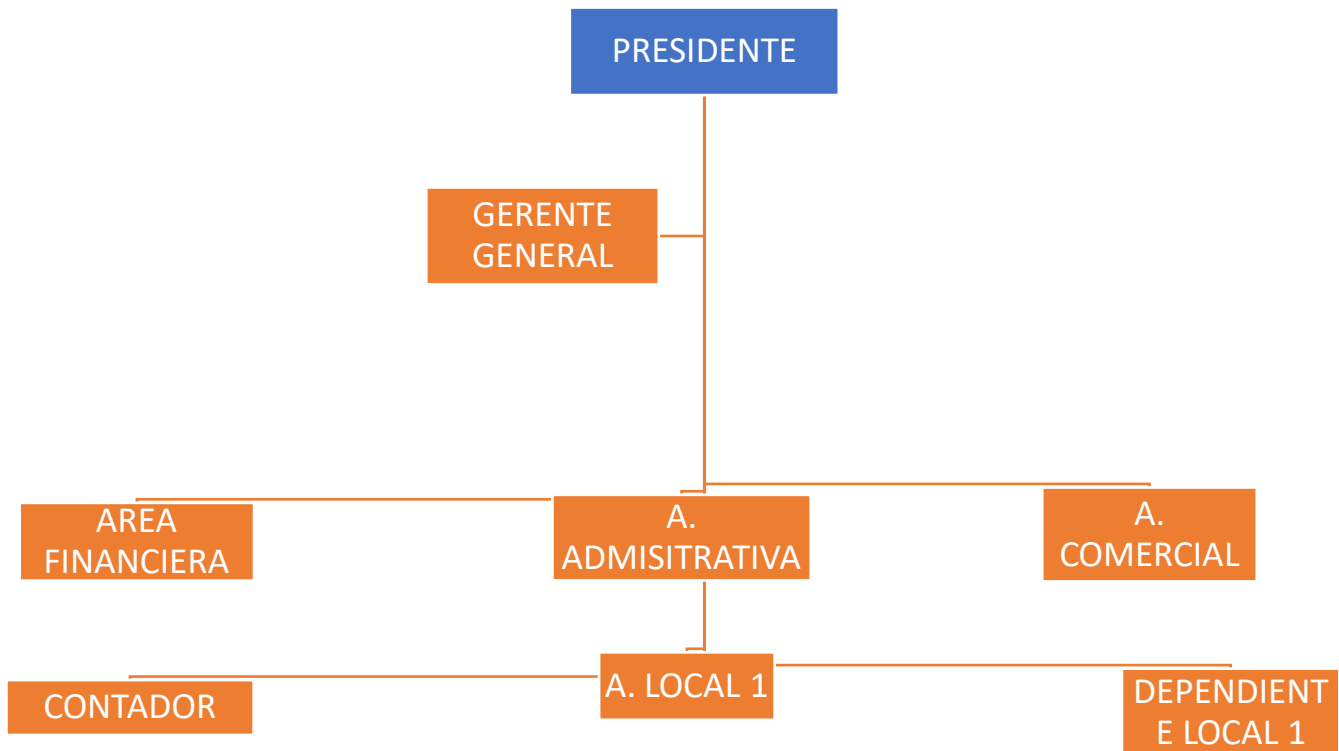 PRESIDENTE
GERENTE
GENERAL
AREA
FINANCIERA
A.
ADMISITRATIVA
A.
COMERCIAL
CONTADOR
A. LOCAL 1
DEPENDIENT
E LOCAL 1